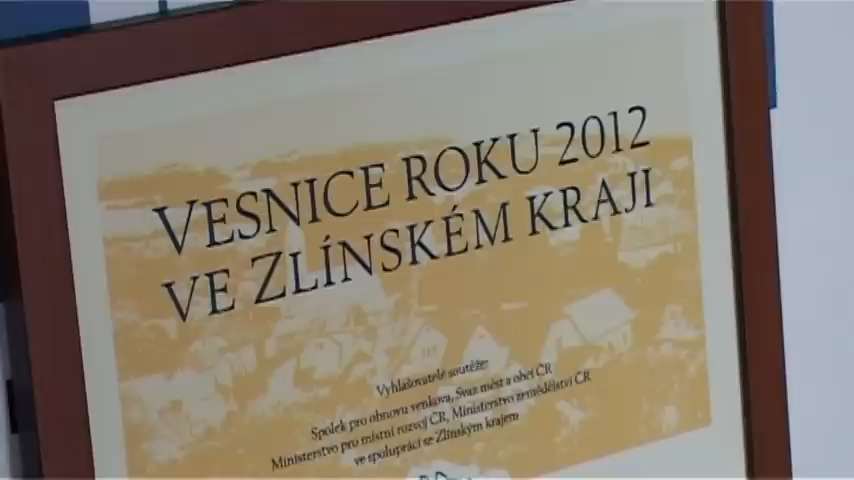 VESNICE ROKU 2012
VE ZLÍNSKÉM KRAJI
Vyhlašovatelé soutěže:
Spolek pro obnovu venkova, Svaz měst a obcí ČR
Ministerstvo pro místní rozvoj ČR, Ministerstvo zemědělství ČR
ve spolupráci se Zlínským krajem